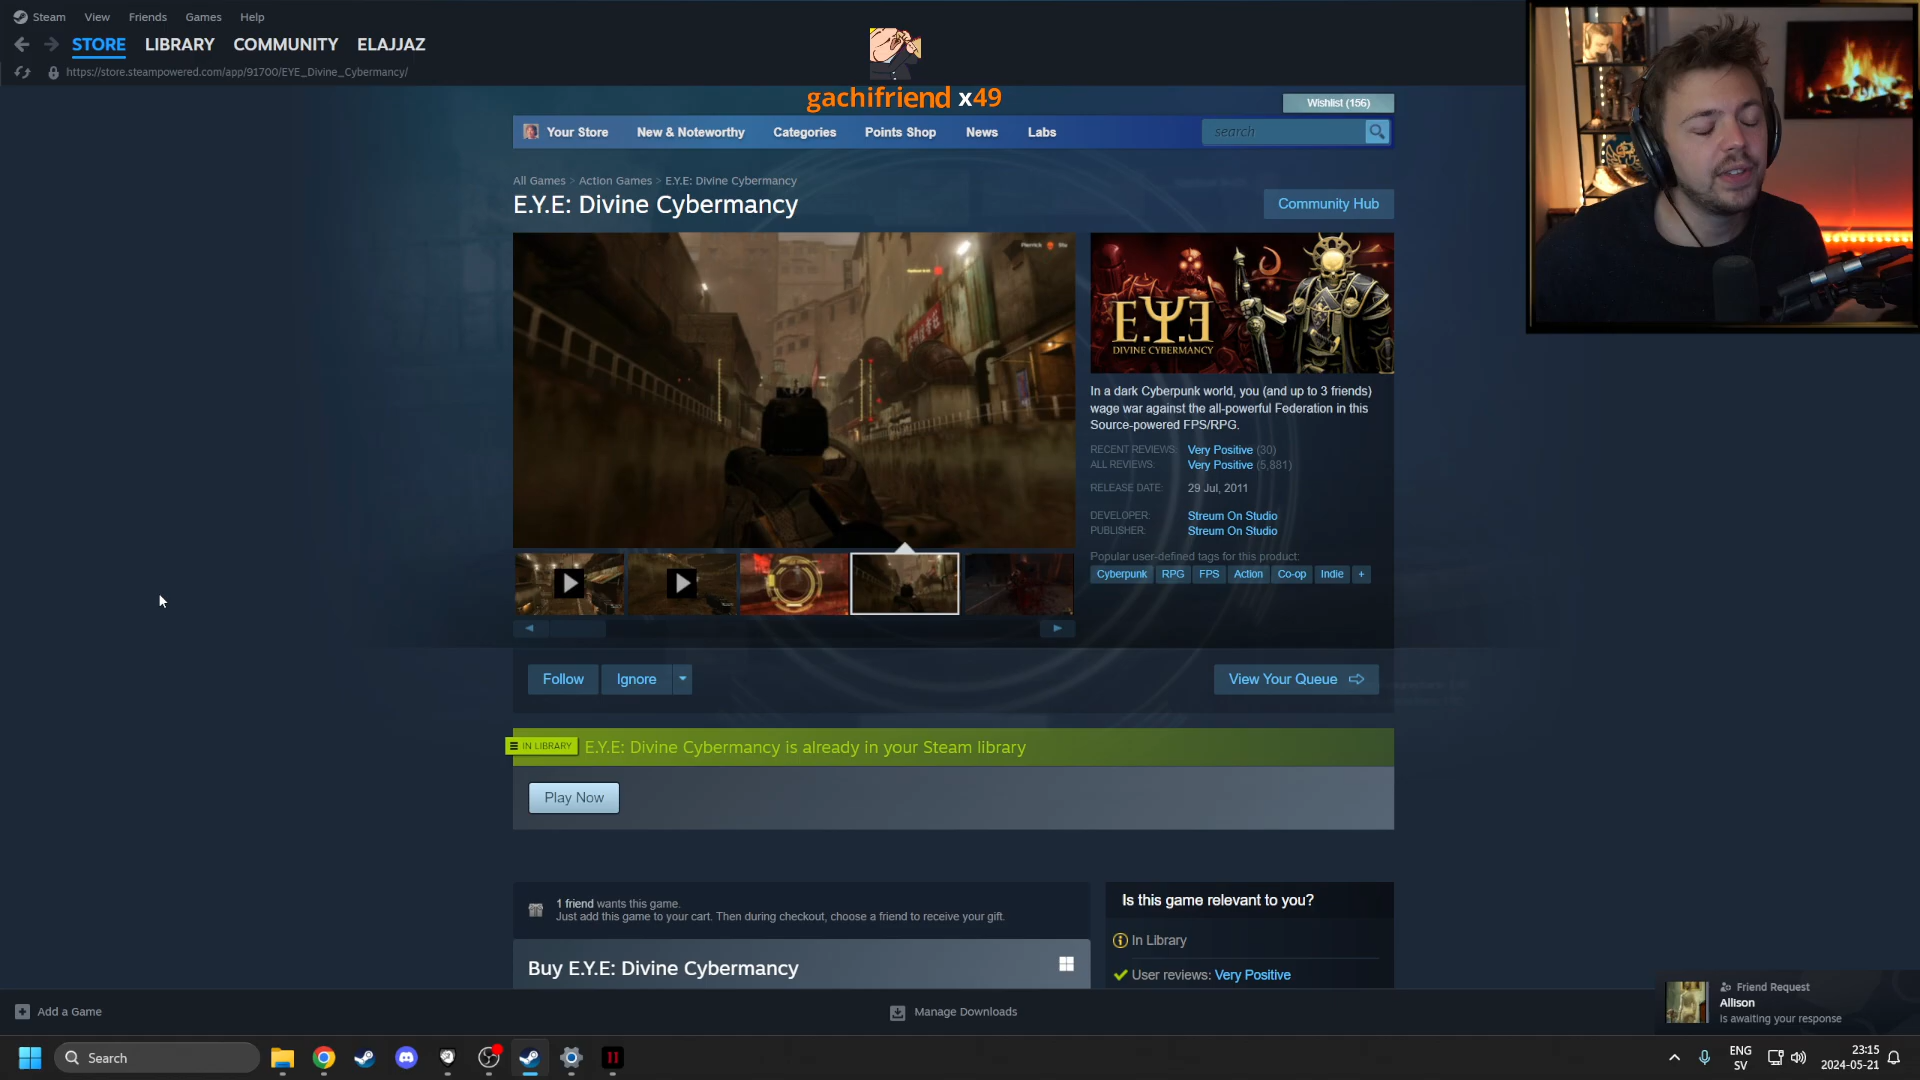 Steam View Friends Games Help
STORE LIBRARY COMMUNITY ELAJJAZ
https://store.steampowered.com/app/91700/EYE_Divine_Cybermancy/
gachifriend x49
Wishlist (156)
Your Store New & Noteworthy Categories Points Shop News Labs
search
All Games > Action Games > E.Y.E: Divine Cybermancy
E.Y.E: Divine Cybermancy
Community Hub
E.Y.E
DIVINE CYBERMANCY
In a dark Cyberpunk world, you (and up to 3 friends)
wage war against the all-powerful Federation in this
Source-powered FPS/RPG.
RECENT REVIEWS: Very Positive (30)
ALL REVIEWS: Very Positive (5,881)
RELEASE DATE: 29 Jul, 2011
DEVELOPER: Streum On Studio
PUBLISHER: Streum On Studio
Popular user-defined tags for this product:
Cyberpunk RPG FPS Action Co-op Indie +
Follow Ignore
View Your Queue
IN LIBRARY E.Y.E: Divine Cybermancy is already in your Steam library
Play Now
1 friend wants this game.
Just add this game to your cart. Then during checkout, choose a friend to receive your gift.
Buy E.Y.E: Divine Cybermancy
Is this game relevant to you?
In Library
User reviews: Very Positive
Friend Request
Allison
is awaiting your response
Add a Game
Manage Downloads
Search
ENG
SV
23:15
2024-05-21